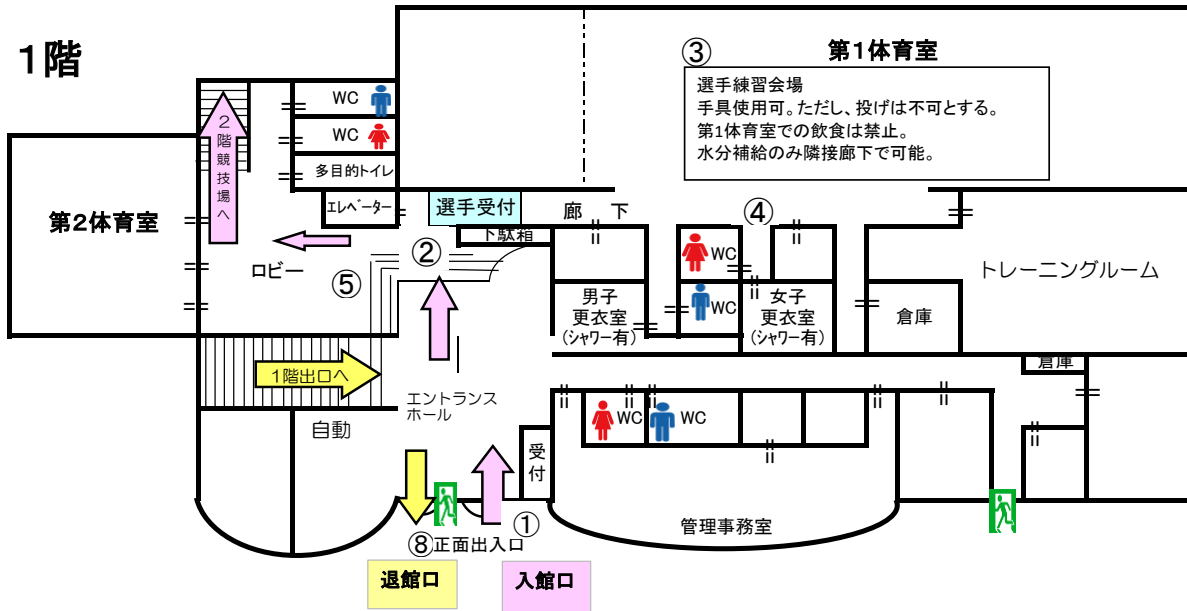 1階
③
第1体育室
選手練習会場
手具使用可。ただし、投げは不可とする。
第1体育室での飲食は禁止。
水分補給のみ隣接廊下で可能。
WC
WC
多目的トイレ
2階競技場へ
エレベーター
選手受付
廊 下
④
下駄箱
第2体育室
②
ロビー
⑤
WC
WC
男子
更衣室
(シャワー有)
女子
更衣室
(シャワー有)
倉庫
トレーニングルーム
1階出口へ
倉庫
エントランス
ホール
自動
WC
WC
受付
①
管理事務室
⑧正面出入口
退館口
入館口